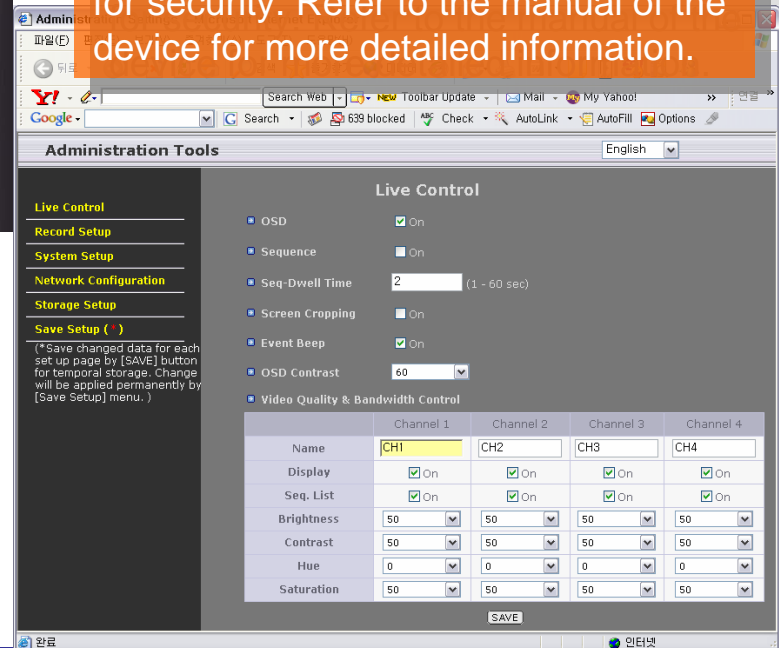 for security. Refer to the manual of the
device for more detailed information.
파일(F)
뒤로
Search Web NEW Toolbar Update Mail My Yahoo! » 연결 »
Google Search 639 blocked Check AutoLink AutoFill Options
Administration Tools English
Live Control
Live Control
Record Setup
System Setup
Network Configuration
Storage Setup
Save Setup (*)
(*Save changed data for each
set up page by [SAVE] button
for temporal storage. Change
will be applied permanently by
[Save Setup] menu. )
OSD On
Sequence On
Seq-Dwell Time 2 (1 - 60 sec)
Screen Cropping On
Event Beep On
OSD Contrast 60
Video Quality & Bandwidth Control
Channel 1 Channel 2 Channel 3 Channel 4
Name CH1 CH2 CH3 CH4
Display On On On On
Seq. List On On On On
Brightness 50 50 50 50
Contrast 50 50 50 50
Hue 0 0 0 0
Saturation 50 50 50 50
SAVE
완료 인터넷